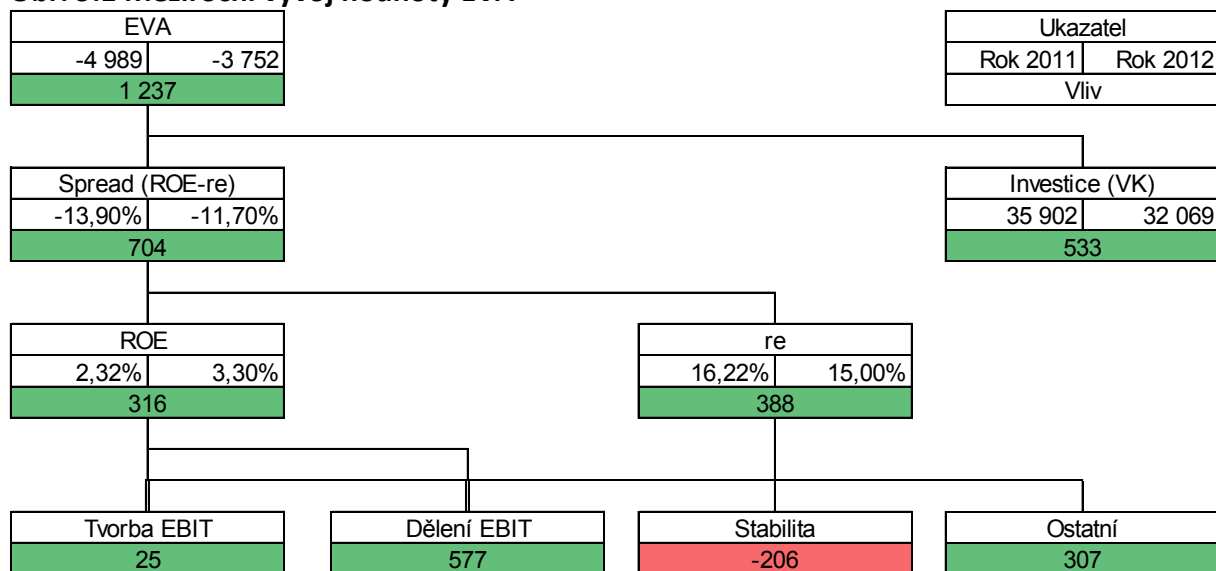 EVA
-4 989 -3 752
1 237
Ukazatel
Rok 2011 Rok 2012
Vliv
Spread (ROE-re)
-13,90% -11,70%
704
Investice (VK)
35 902 32 069
533
ROE
2,32% 3,30%
316
re
16,22% 15,00%
388
Tvorba EBIT
25
Dělení EBIT
577
Stabilita
-206
Ostatní
307